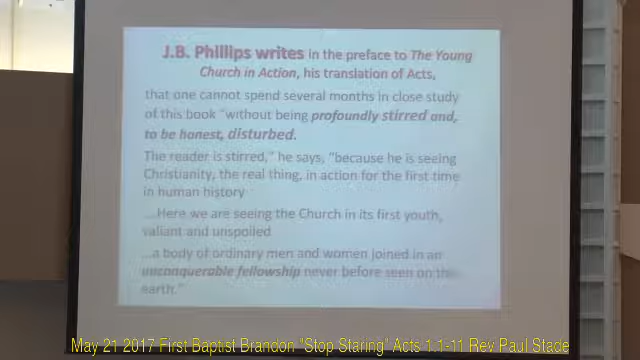 J.B. Phillips writes in the preface to The Young
Church in Action, his translation of Acts,
that one cannot spend several months in close study
of this book "without being profoundly stirred and,
to be honest, disturbed.
The reader is stirred," he says, "because he is seeing
Christianity, the real thing, in action for the first time
in human history
...Here we are seeing the Church in its first youth,
valiant and unspoiled
...a body of ordinary men and women joined in an
unconquerable fellowship never before seen on this
earth."
May 21 2017 First Baptist Brandon "Stop Staring" Acts 1.1-11 Rev Paul Stade